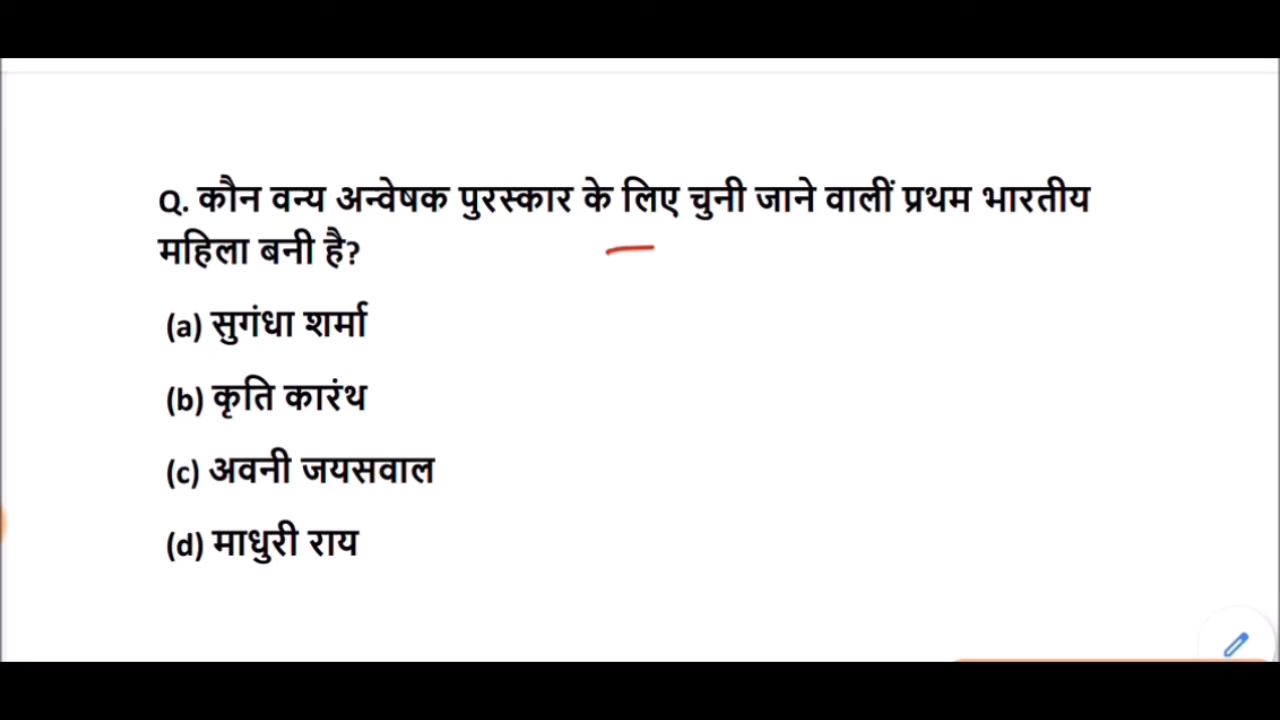 Q. कौन वन्य अन्वेषक पुरस्कार के लिए चुनी जाने वालीं प्रथम भारतीय
महिला बनी है?
(a) सुगंधा शर्मा
(b) कृति कारंथ
(c) अवनी जयसवाल
(d) माधुरी राय